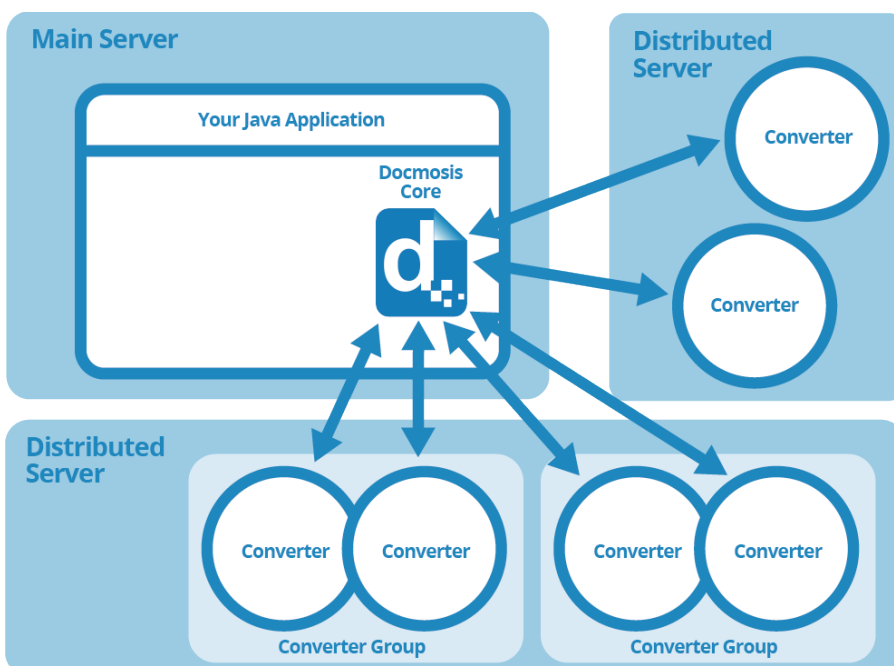 Main Server
Your Java Application
Docmosis
Core
d
Distributed
Server
Converter
Converter
Distributed
Server
Converter
Converter
Converter Group
Converter
Converter
Converter Group